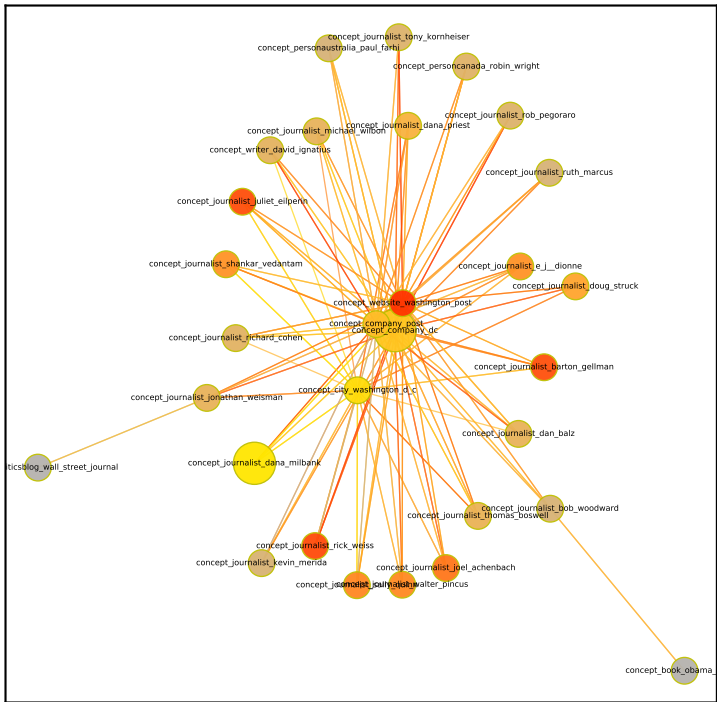 concept_journalist_tony_kornheiser
concept_personaustralia_paul_farhi
concept_personcanada_robin_wright
concept_journalist_rob_pegoraro
concept_journalist_dana_priest
concept_journalist_michael_wilbon
concept_writer_david_ignatius
concept_journalist_ruth_marcus
concept_journalist_juliet_eilperin
concept_journalist_shankar_vedantam
concept_journalist_e_j__dionne
concept_journalist_doug_struck
concept_website_washington_post
concept_company_post
concept_company_dc
concept_journalist_richard_cohen
concept_journalist_barton_gellman
concept_city_washington_d_c
concept_journalist_jonathan_weisman
concept_journalist_dan_balz
concept_journalist_dana_milbank
ticsblog_wall_street_journal
concept_journalist_bob_woodward
concept_journalist_thomas_boswell
concept_journalist_rick_weiss
concept_journalist_kevin_merida
concept_journalist_joel_achenbach
concept_journalist_walter_pincus
concept_book_obama_